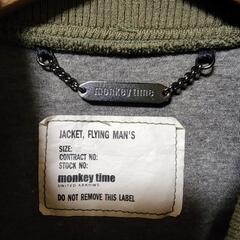 monkey time
JACKET, FLYING MAN'S
SIZE:
CONTRACT NO:
STOCK NO:
monkey time
UNITED ARROWS
DO NOT REMOVE THIS LABEL